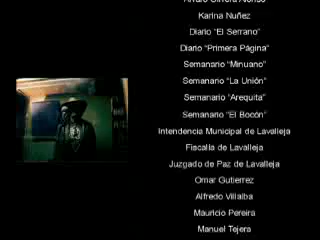 Karina Nuñez
Diario "El Serrano"
Diario "Primera Página"
Semanario "Minuano"
Semanario "La Unión"
Semanario "Arequita"
Semanario "El Bocón"
Intendencia Municipal de Lavalleja
Fiscalía de Lavalleja
Juzgado de Paz de Lavalleja
Omar Gutierrez
Alfredo Villalba
Mauricio Pereira
Manuel Tejera